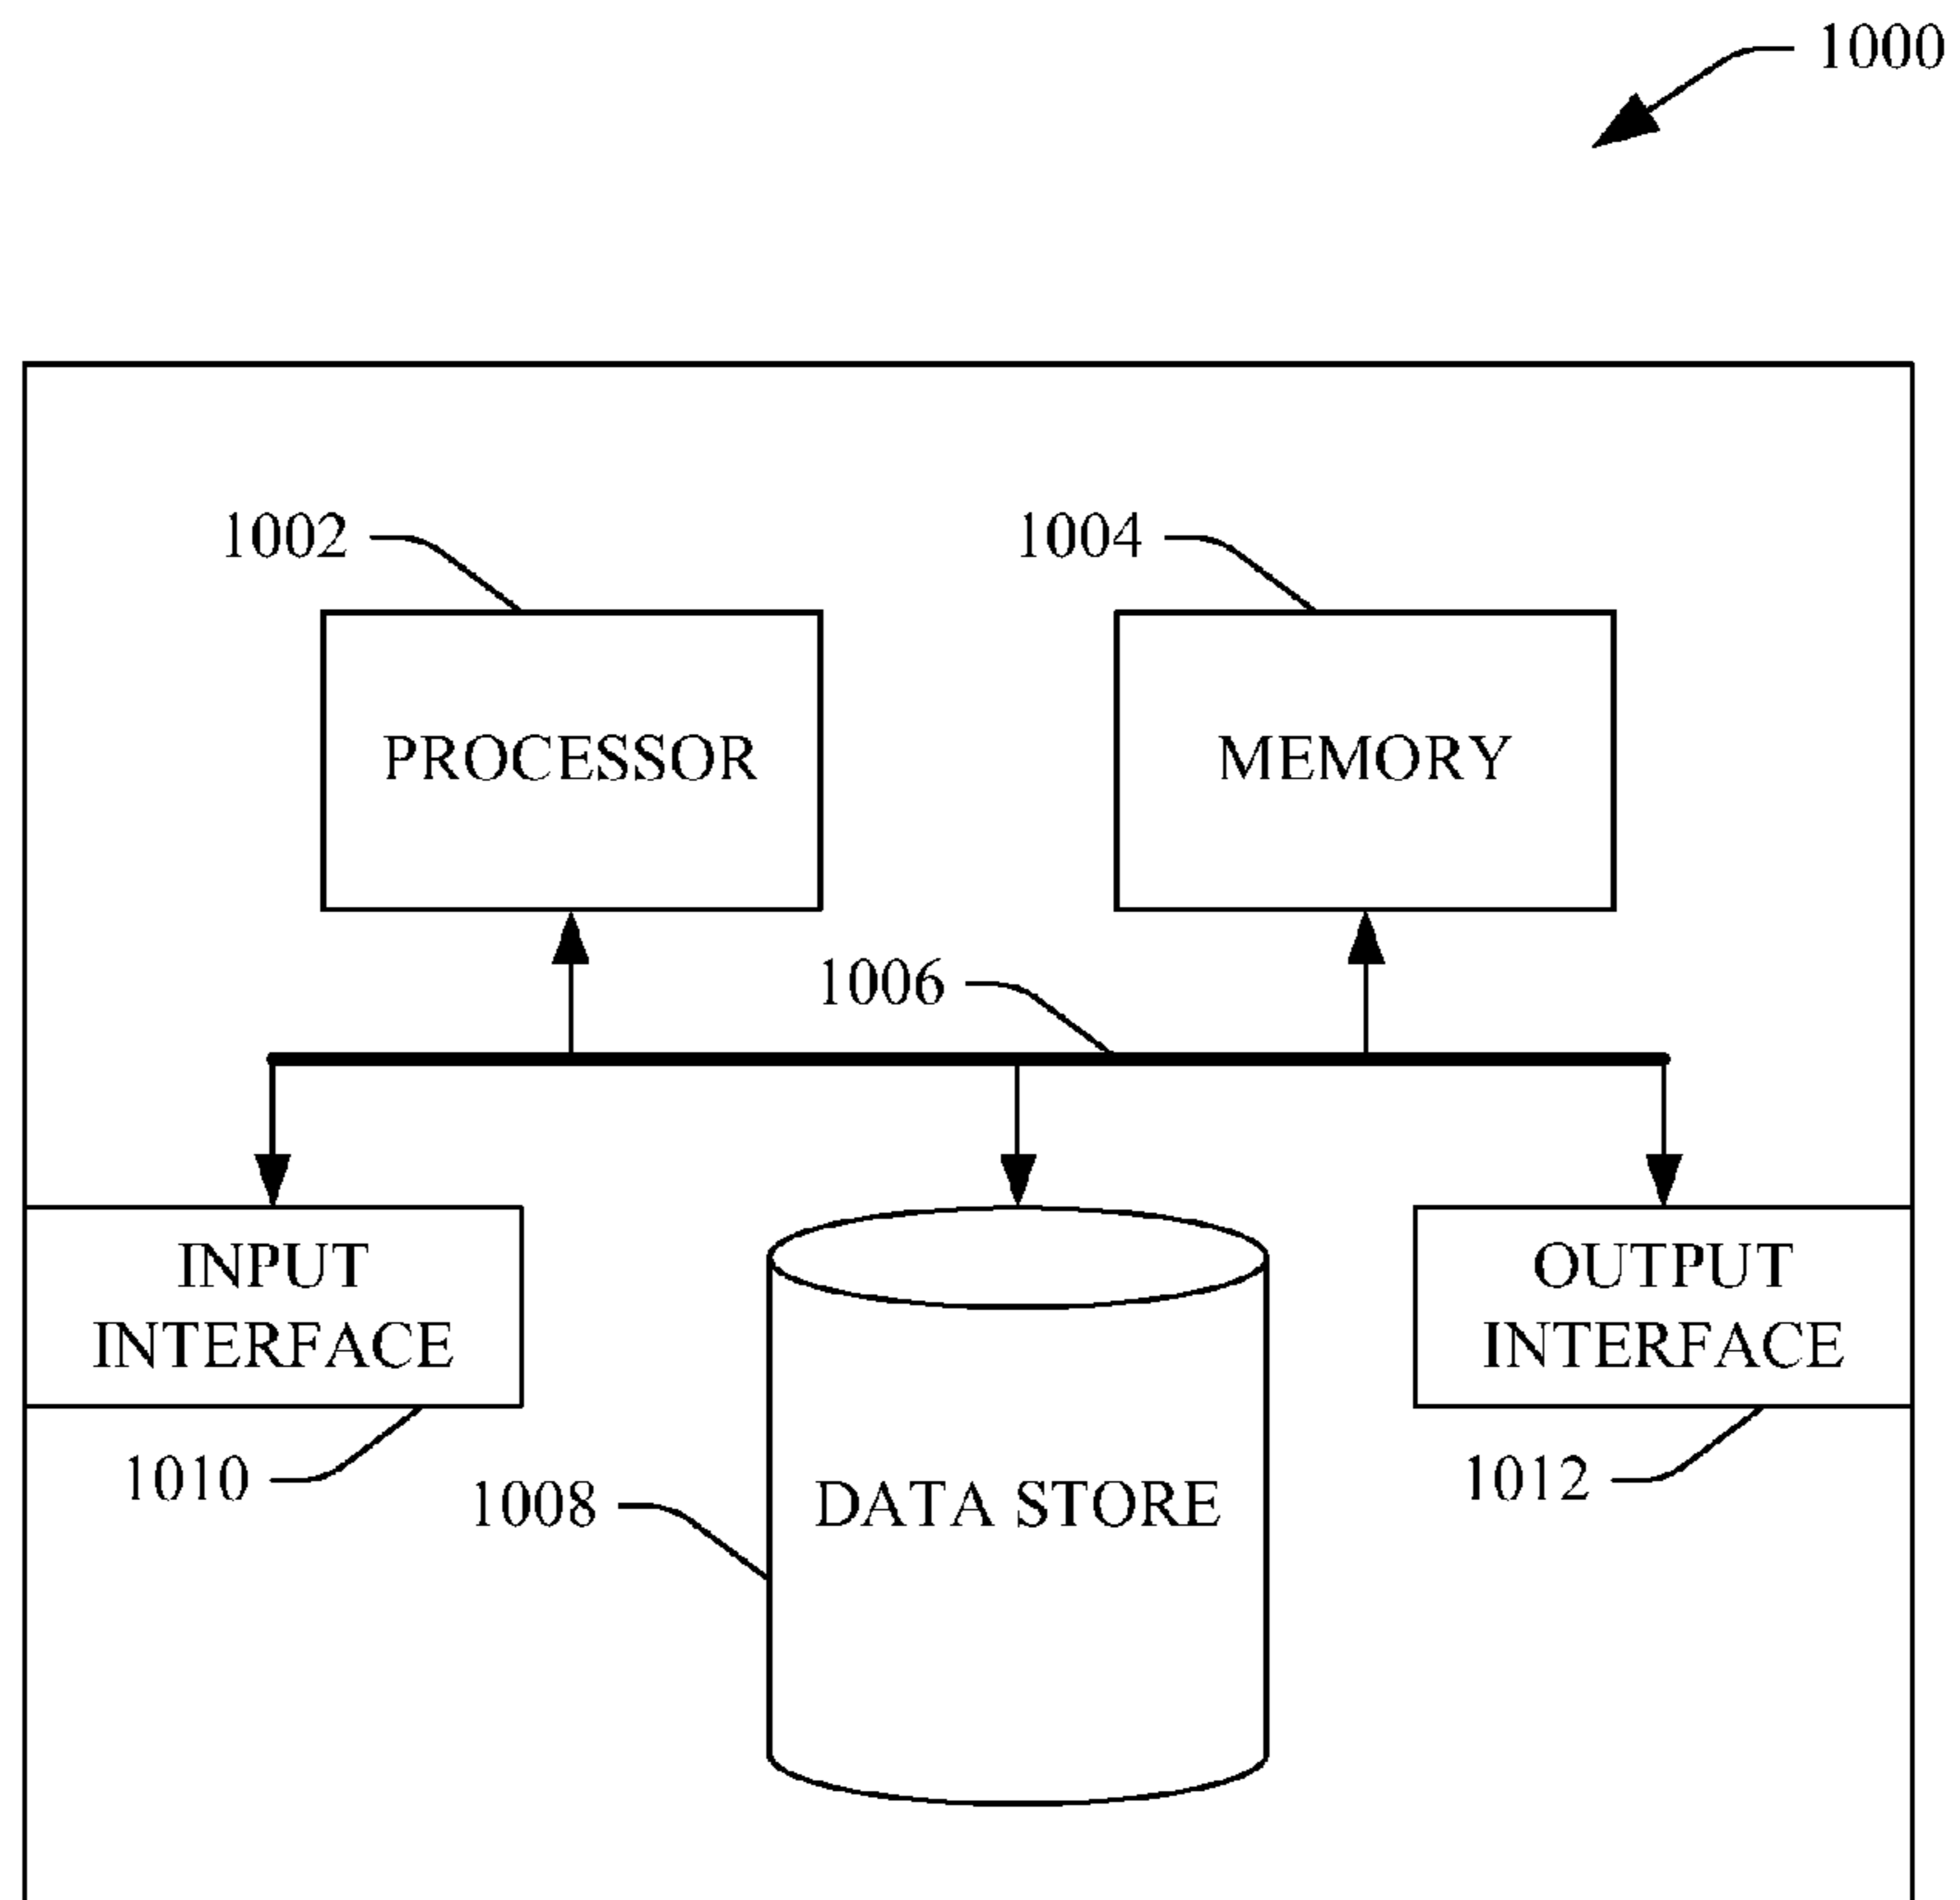 1000
1002
1004
PROCESSOR
MEMORY
1006
INPUT
INTERFACE
OUTPUT
INTERFACE
1010
1008
DATA STORE
1012